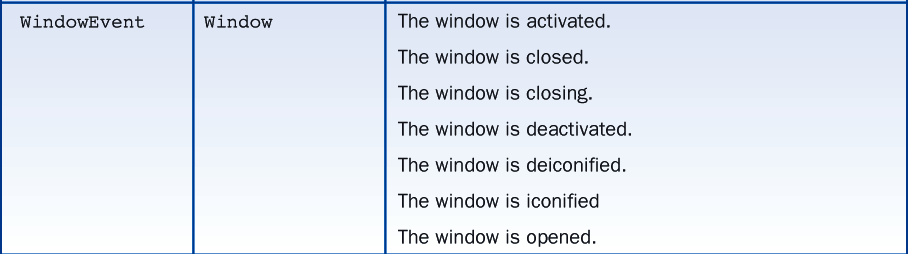 WindowEvent Window The window is activated.
The window is closed.
The window is closing.
The window is deactivated.
The window is deiconified.
The window is iconified
The window is opened.